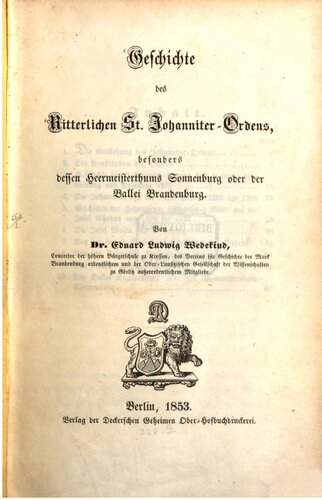 Geschichte
des
Ritterlichen St. Johanniter-Ordens,
besonders
dessen Heermeisterthums Sonnenburg oder der
Ballei Brandenburg.
Von
Dr. Eduard Ludwig Wedekind,
Conrector der höhern Bürgerschule zu Krossen; des Vereins für Geschichte der Mark
Brandenburg ordentlichem und der Ober-Lausitzischen Gesellschaft der Wissenschaften
zu Görlitz außerordentlichem Mitgliede.
D
Berlin, 1853.
Verlag der Deckerschen Geheimen Ober-Hofbuchdruckerei.